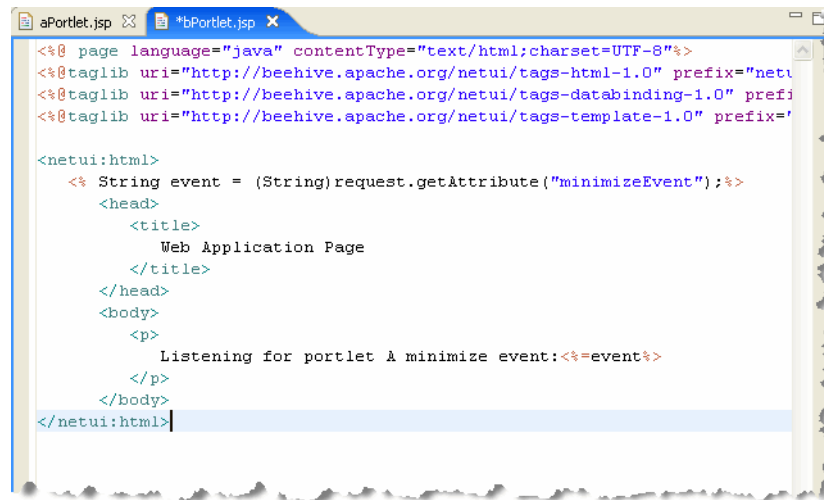 aPortlet.jsp *bPortlet.jsp
<%@ page language="java" contentType="text/html;charset=UTF-8"%>
<%@taglib uri="http://beehive.apache.org/netui/tags-html-1.0" prefix="netu
<%@taglib uri="http://beehive.apache.org/netui/tags-databinding-1.0" prefi
<%@taglib uri="http://beehive.apache.org/netui/tags-template-1.0" prefix="
<netui:html>
<% String event = (String)request.getAttribute("minimizeEvent");%>
<head>
<title>
Web Application Page
</title>
</head>
<body>
<p>
Listening for portlet A minimize event:<%=event%>
</p>
</body>
</netui:html>